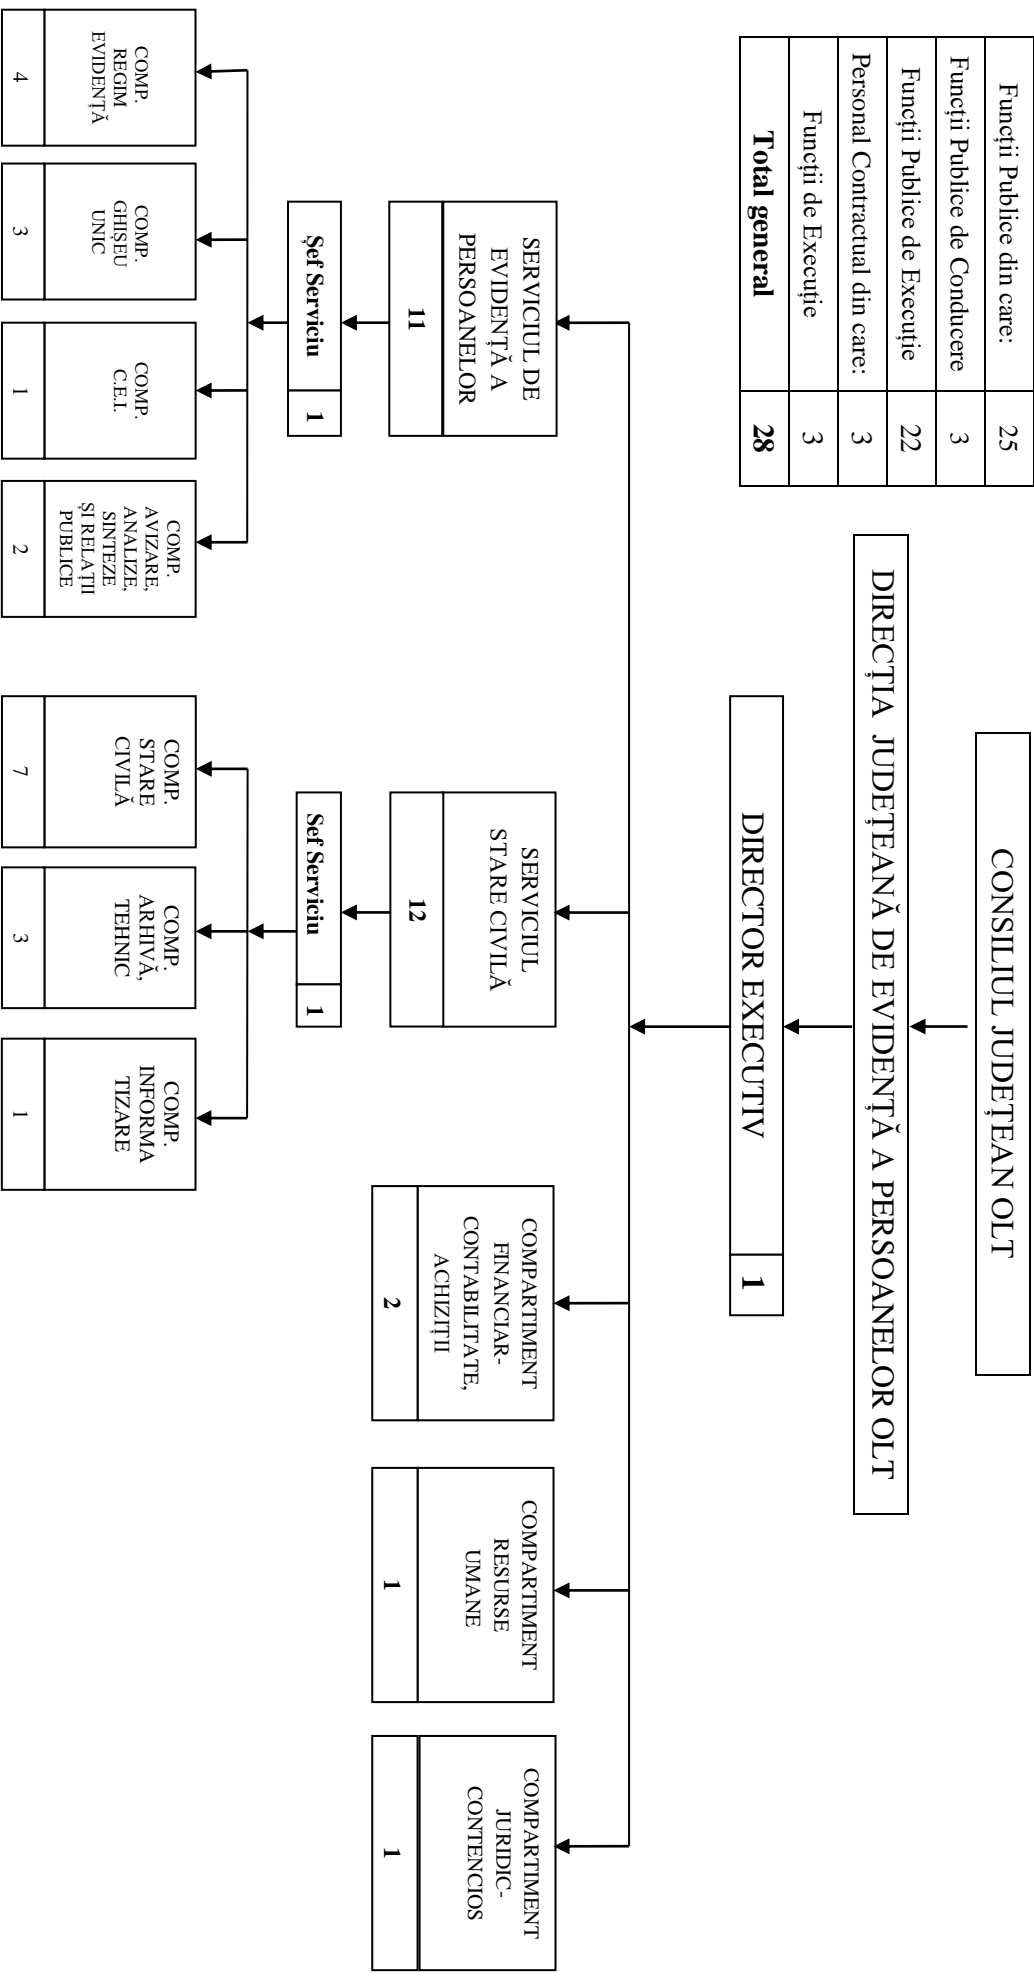 CONSILIUL JUDEȚEAN OLT
DIRECȚIA JUDEȚEANĂ DE EVIDENȚĂ A PERSOANELOR OLT
Funcții Publice din care: 25
Funcții Publice de Conducere 3
Funcții Publice de Execuție 22
Personal Contractual din care: 3
Funcții de Execuție 3
Total general 28
DIRECTOR EXECUTIV 1
SERVICIUL DE
EVIDENȚĂ A
PERSOANELOR
11
SERVICIUL
STARE CIVILĂ
12
COMPARTIMENT
FINANCIAR-
CONTABILITATE,
ACHIZIȚII
2
COMPARTIMENT
RESURSE
UMANE
1
COMPARTIMENT
JURIDIC-
CONTENCIOS
1
Șef Serviciu 1
Sef Serviciu 1
COMP.
REGIM
EVIDENȚĂ
4
COMP.
GHIȘEU
UNIC
3
COMP.
C.E.I.
1
COMP.
AVIZARE,
ANALIZE,
SINTEZE
ȘI RELAȚII
PUBLICE
2
COMP.
STARE
CIVILĂ
7
COMP.
ARHIVĂ,
TEHNIC
3
COMP.
INFORMA
TIZARE
1